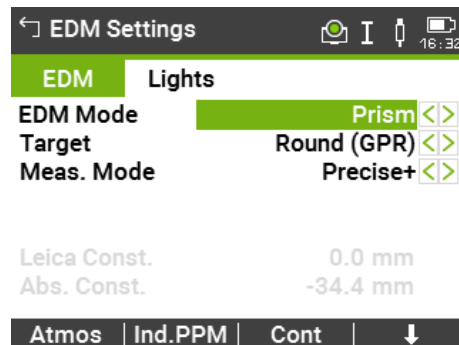 EDM Settings
16:32
EDM Lights
EDM Mode Prism
Target Round (GPR)
Meas. Mode Precise+
Leica Const. 0.0 mm
Abs. Const. -34.4 mm
Atmos Ind.PPM Cont